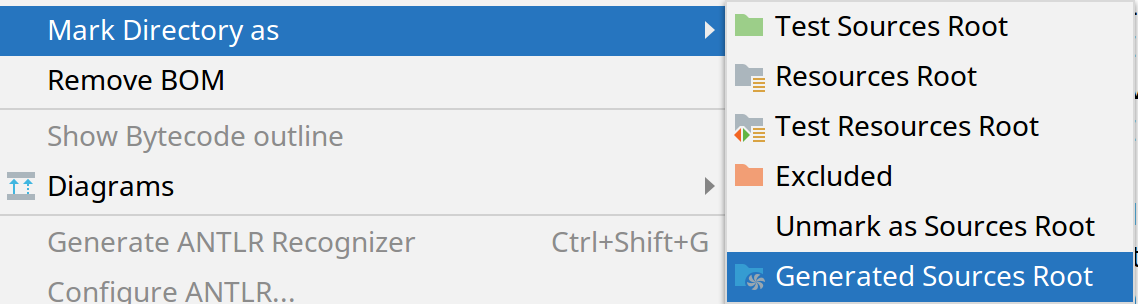 Mark Directory as
Remove BOM
Show Bytecode outline
Diagrams
Generate ANTLR Recognizer Ctrl+Shift+G
Configure ANTLR...
Test Sources Root
Resources Root
Test Resources Root
Excluded
Unmark as Sources Root
Generated Sources Root